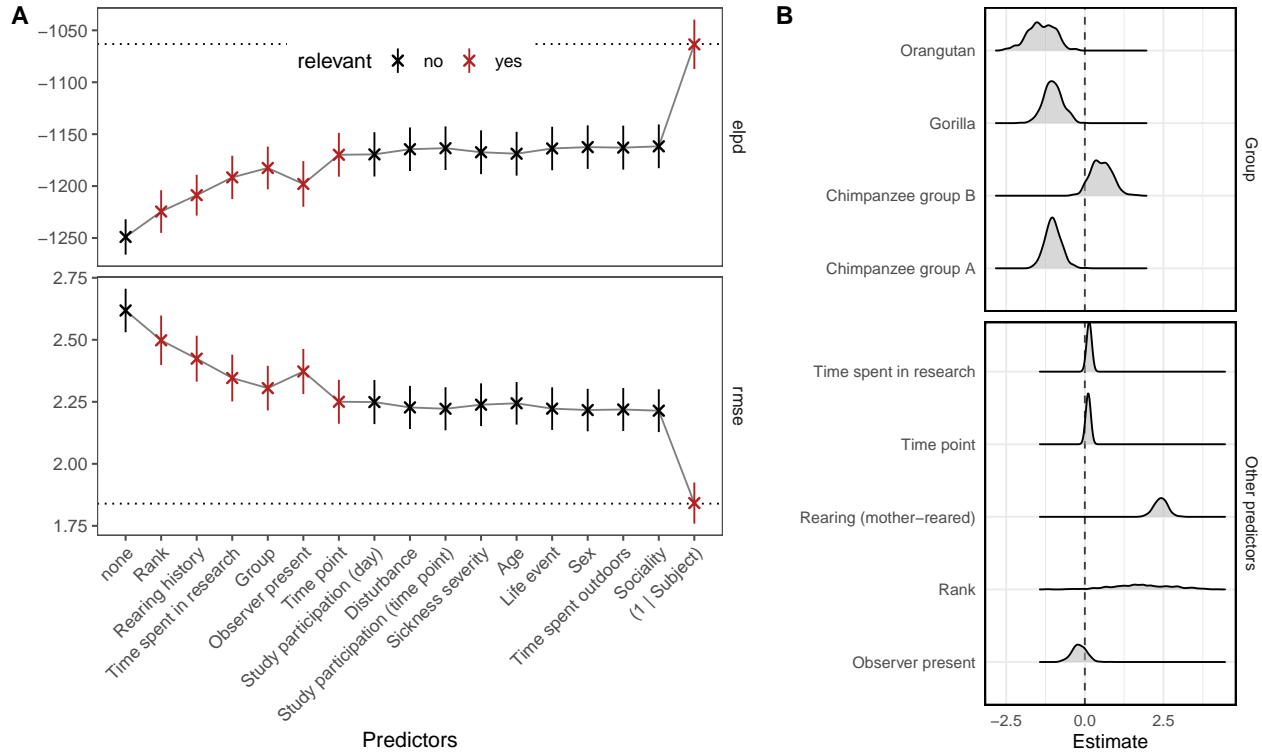 A
−1050
−1100
−1150
−1200
−1250
relevant no yes
elpd
2.75
2.50
2.25
2.00
1.75
rmse
none
Rank
Rearing history
Time spent in research
Group
Observer present
Time point
Study participation (day)
Disturbance
Study participation (time point)
Sickness severity
Age
Life event
Sex
Time spent outdoors
Sociality
(1 | Subject)
Predictors
B
Orangutan
Gorilla
Chimpanzee group B
Chimpanzee group A
Group
Time spent in research
Time point
Rearing (mother−reared)
Rank
Observer present
Other predictors
−2.5 0.0 2.5
Estimate